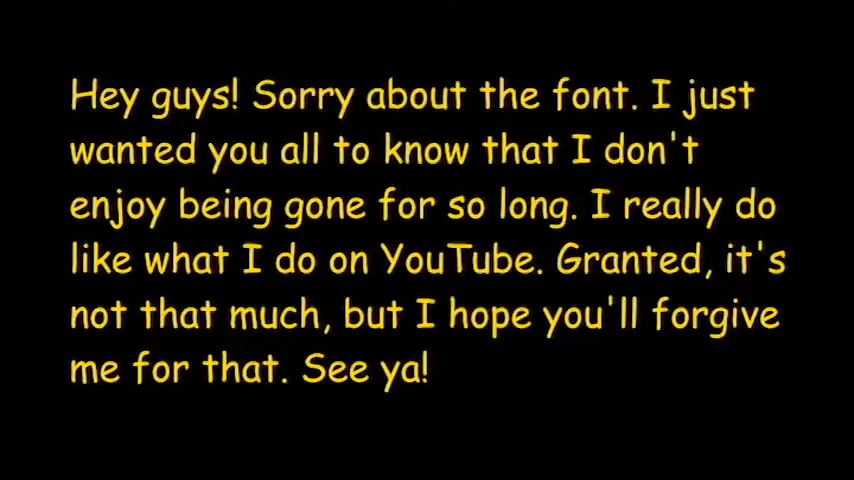 Hey guys! Sorry about the font. I just
wanted you all to know that I don't
enjoy being gone for so long. I really do
like what I do on YouTube. Granted, it's
not that much, but I hope you'll forgive
me for that. See ya!